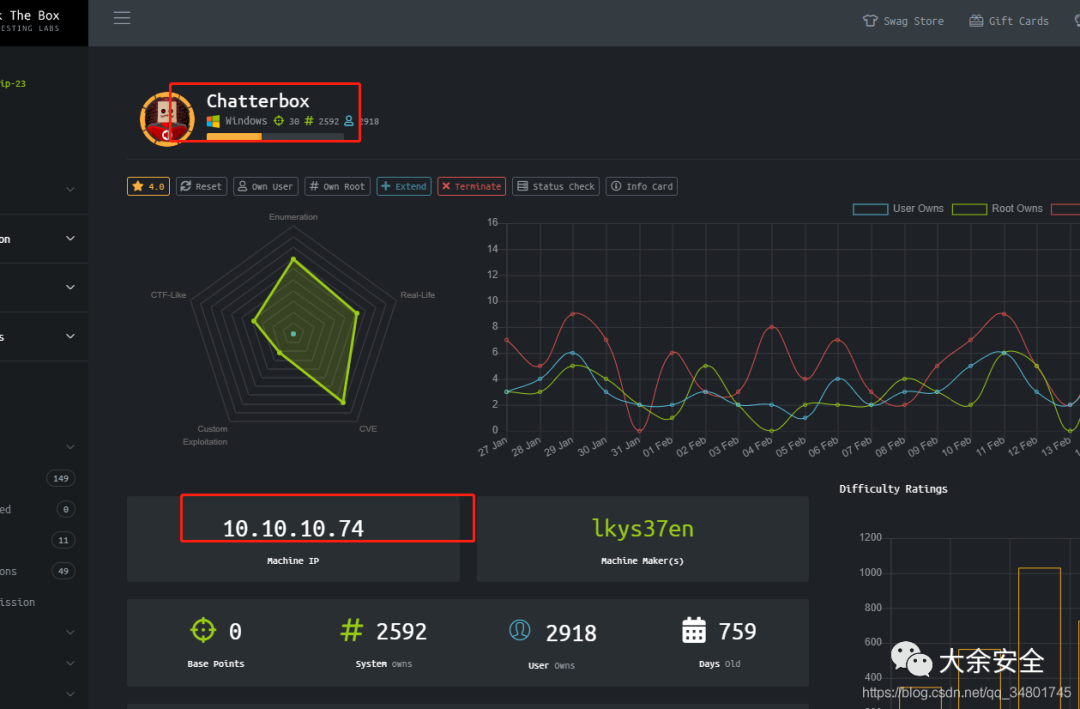 k The Box
ESTING LABS
Swag Store
Gift Cards
ip-23
Chatterbox
Windows 30 # 2592 2918
4.0
Reset
Own User
# Own Root
Extend
Terminate
Status Check
Info Card
on
s
149
ed 0
11
ons 49
ission
Enumeration
CTF-Like
Real-Life
Custom
Exploitation
CVE
User Owns
Root Owns
16
14
12
10
8
6
4
2
0
27 Jan
28 Jan
29 Jan
30 Jan
31 Jan
01 Feb
02 Feb
03 Feb
04 Feb
05 Feb
06 Feb
07 Feb
08 Feb
09 Feb
10 Feb
11 Feb
12 Feb
13 Feb
10.10.10.74
Machine IP
lkys37en
Machine Maker(s)
0
Base Points
# 2592
System owns
2918
User Owns
759
Days Old
Difficulty Ratings
1200
1000
800
600
400
大余安全
https://blog.csdn.net/qq_34801745